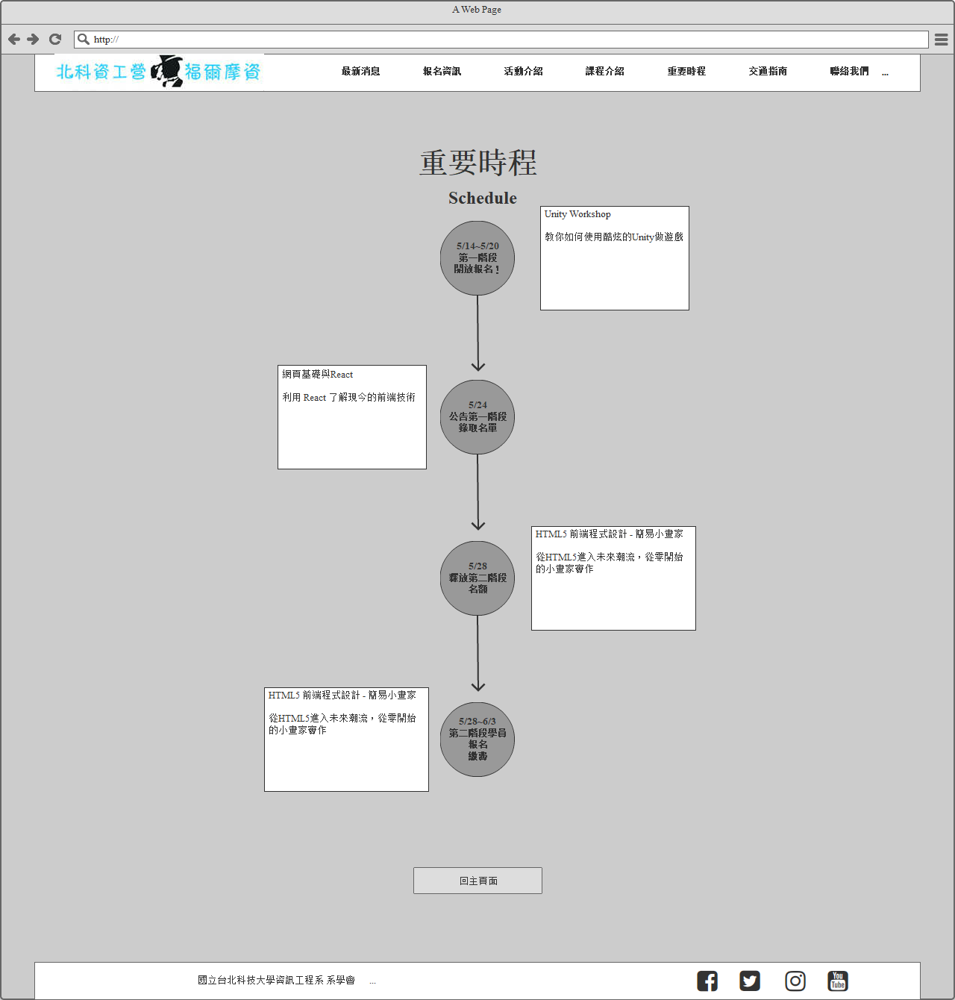 A Web Page
http://
北科資工營 福爾摩資
最新消息 報名資訊 活動介紹 課程介紹 重要時程 交通指南 聯絡我們 ...
重要時程
Schedule
5/14~5/20
第一階段
開放報名！
Unity Workshop
教你如何使用酷炫的Unity做遊戲
網頁基礎與React
利用 React 了解現今的前端技術
5/24
公告第一階段
錄取名單
5/28
釋放第二階段
名額
HTML5 前端程式設計 - 簡易小畫家
從HTML5進入未來潮流，從零開始
的小畫家實作
HTML5 前端程式設計 - 簡易小畫家
從HTML5進入未來潮流，從零開始
的小畫家實作
5/28~6/3
第二階段學員
報名
繳費
回主頁面
國立台北科技大學資訊工程系 系學會 ...
You
Tube